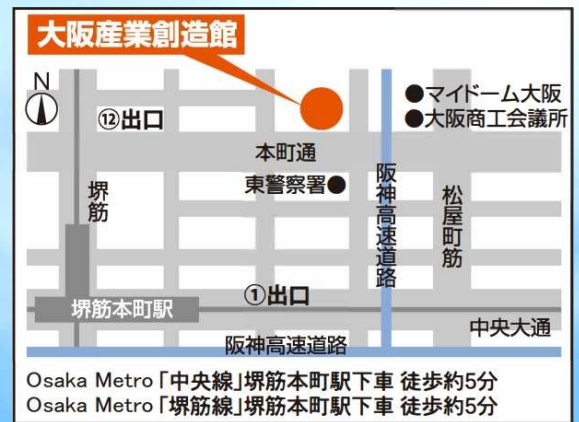 大阪産業創造館
N
⑫出口
●マイドーム大阪
●大阪商工会議所
本町通
東警察署●
堺筋
阪神高速道路
松屋町筋
①出口
堺筋本町駅
中央大通
阪神高速道路
Osaka Metro「中央線」堺筋本町駅下車 徒歩約5分
Osaka Metro「堺筋線」堺筋本町駅下車 徒歩約5分